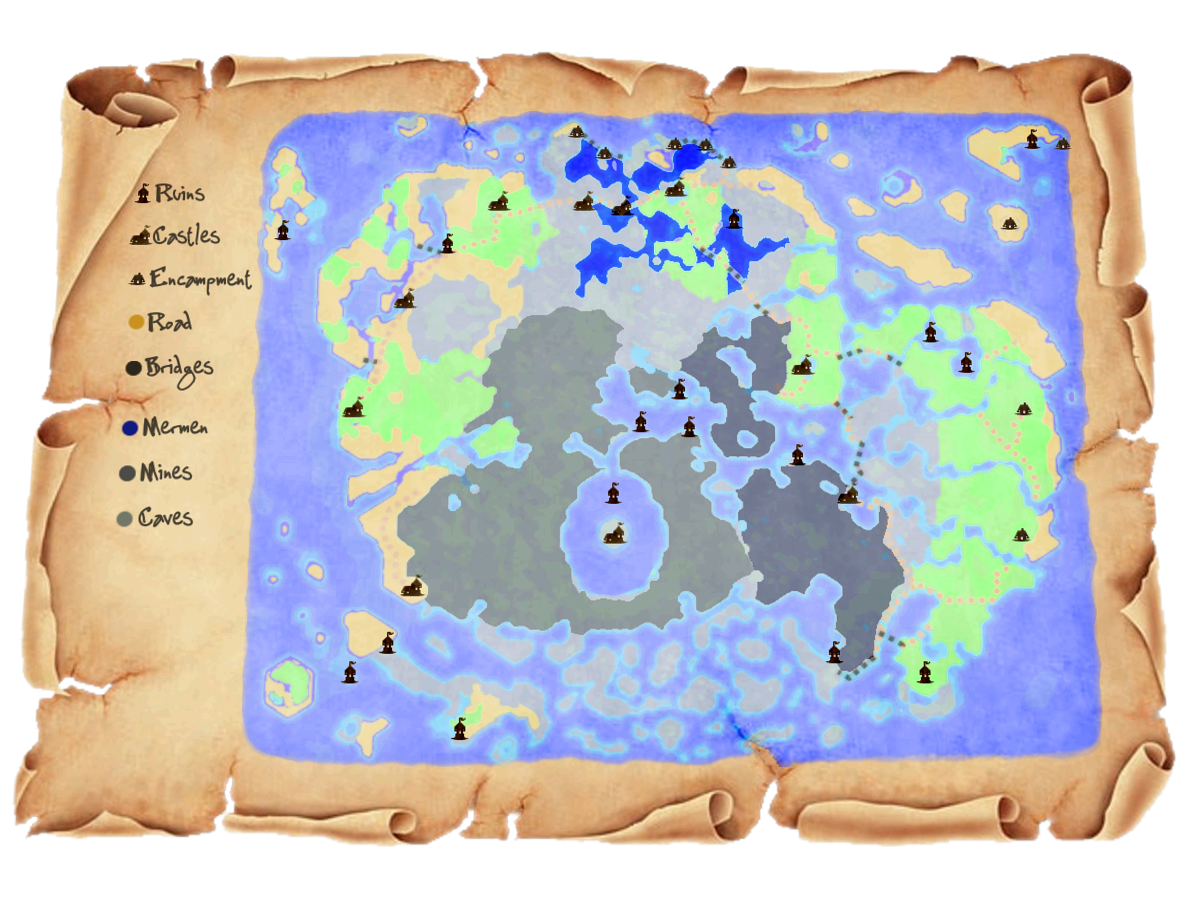 Ruins
Castles
Encampment
Road
Bridges
Mermen
Mines
Caves